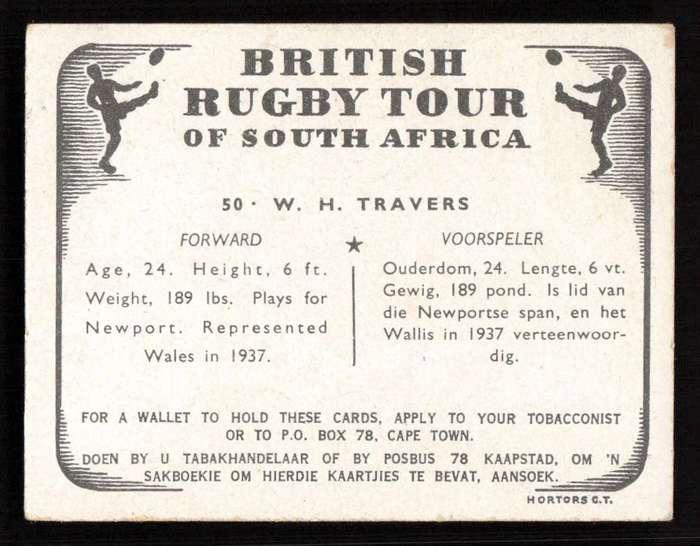 BRITISH
RUGBY TOUR
OF SOUTH AFRICA
50 · W. H. TRAVERS
FORWARD
Age, 24. Height, 6 ft.
Weight, 189 lbs. Plays for
Newport. Represented
Wales in 1937.
VOORSPELER
Ouderdom, 24. Lengte, 6 vt.
Gewig, 189 pond. Is lid van
die Newportse span, en het
Wallis in 1937 verteenwoor-
dig.
FOR A WALLET TO HOLD THESE CARDS, APPLY TO YOUR TOBACCONIST
OR TO P.O. BOX 78, CAPE TOWN.
DOEN BY U TABAKHANDELAAR OF BY POSBUS 78 KAAPSTAD, OM 'N
SAKBOEKIE OM HIERDIE KAARTJIES TE BEVAT, AANSOEK.
HORTORS C.T.